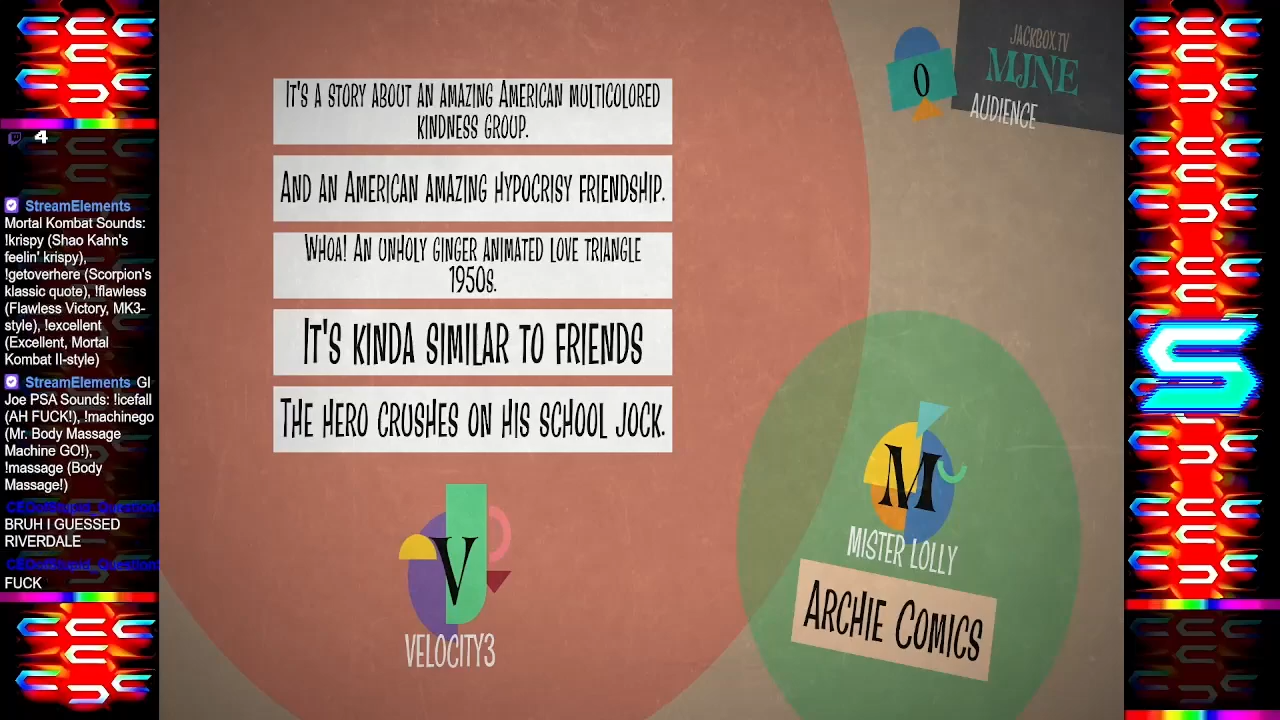 4
StreamElements
Mortal Kombat Sounds:
!krispy (Shao Kahn's
feelin' krispy),
!getoverhere (Scorpion's
klassic quote), !flawless
(Flawless Victory, MK3-
style), !excellent
(Excellent, Mortal
Kombat II-style)
StreamElements GI
Joe PSA Sounds: !icefall
(AH FUCK!), !machinego
(Mr. Body Massage
Machine GO!),
!massage (Body
Massage!)
BRUH I GUESSED
RIVERDALE
FUCK
IT'S A STORY ABOUT AN AMAZING AMERICAN MULTICOLORED
KINDNESS GROUP.
AND AN AMERICAN AMAZING HYPOCRISY FRIENDSHIP.
WHOA! AN UNHOLY GINGER ANIMATED LOVE TRIANGLE
1950S.
IT'S KINDA SIMILAR TO FRIENDS
THE HERO CRUSHES ON HIS SCHOOL JOCK.
V
VELOCITY3
0
JACKBOX.TV
MJNE
AUDIENCE
M
MISTER LOLLY
ARCHIE COMICS
S